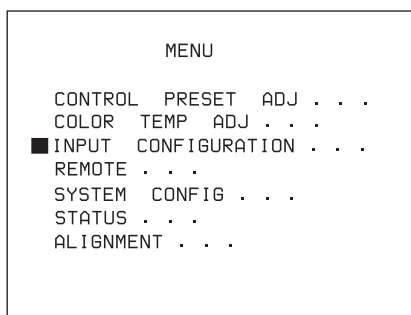 MENU
CONTROL PRESET ADJ . . .
COLOR TEMP ADJ . . .
INPUT CONFIGURATION . . .
REMOTE . . .
SYSTEM CONFIG . . .
STATUS . . .
ALIGNMENT . . .